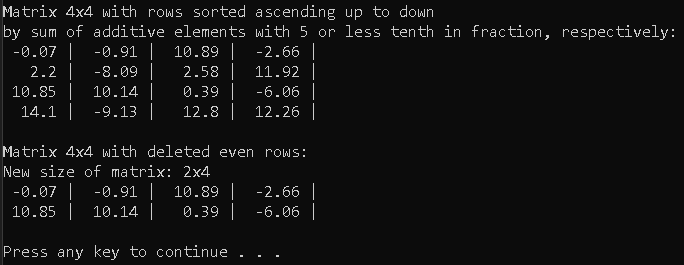 Matrix 4x4 with rows sorted ascending up to down
by sum of additive elements with 5 or less tenth in fraction, respectively:
-0.07 | -0.91 | 10.89 | -2.66 |
2.2 | -8.09 | 2.58 | 11.92 |
10.85 | 10.14 | 0.39 | -6.06 |
14.1 | -9.13 | 12.8 | 12.26 |
Matrix 4x4 with deleted even rows:
New size of matrix: 2x4
-0.07 | -0.91 | 10.89 | -2.66 |
10.85 | 10.14 | 0.39 | -6.06 |
Press any key to continue . . .